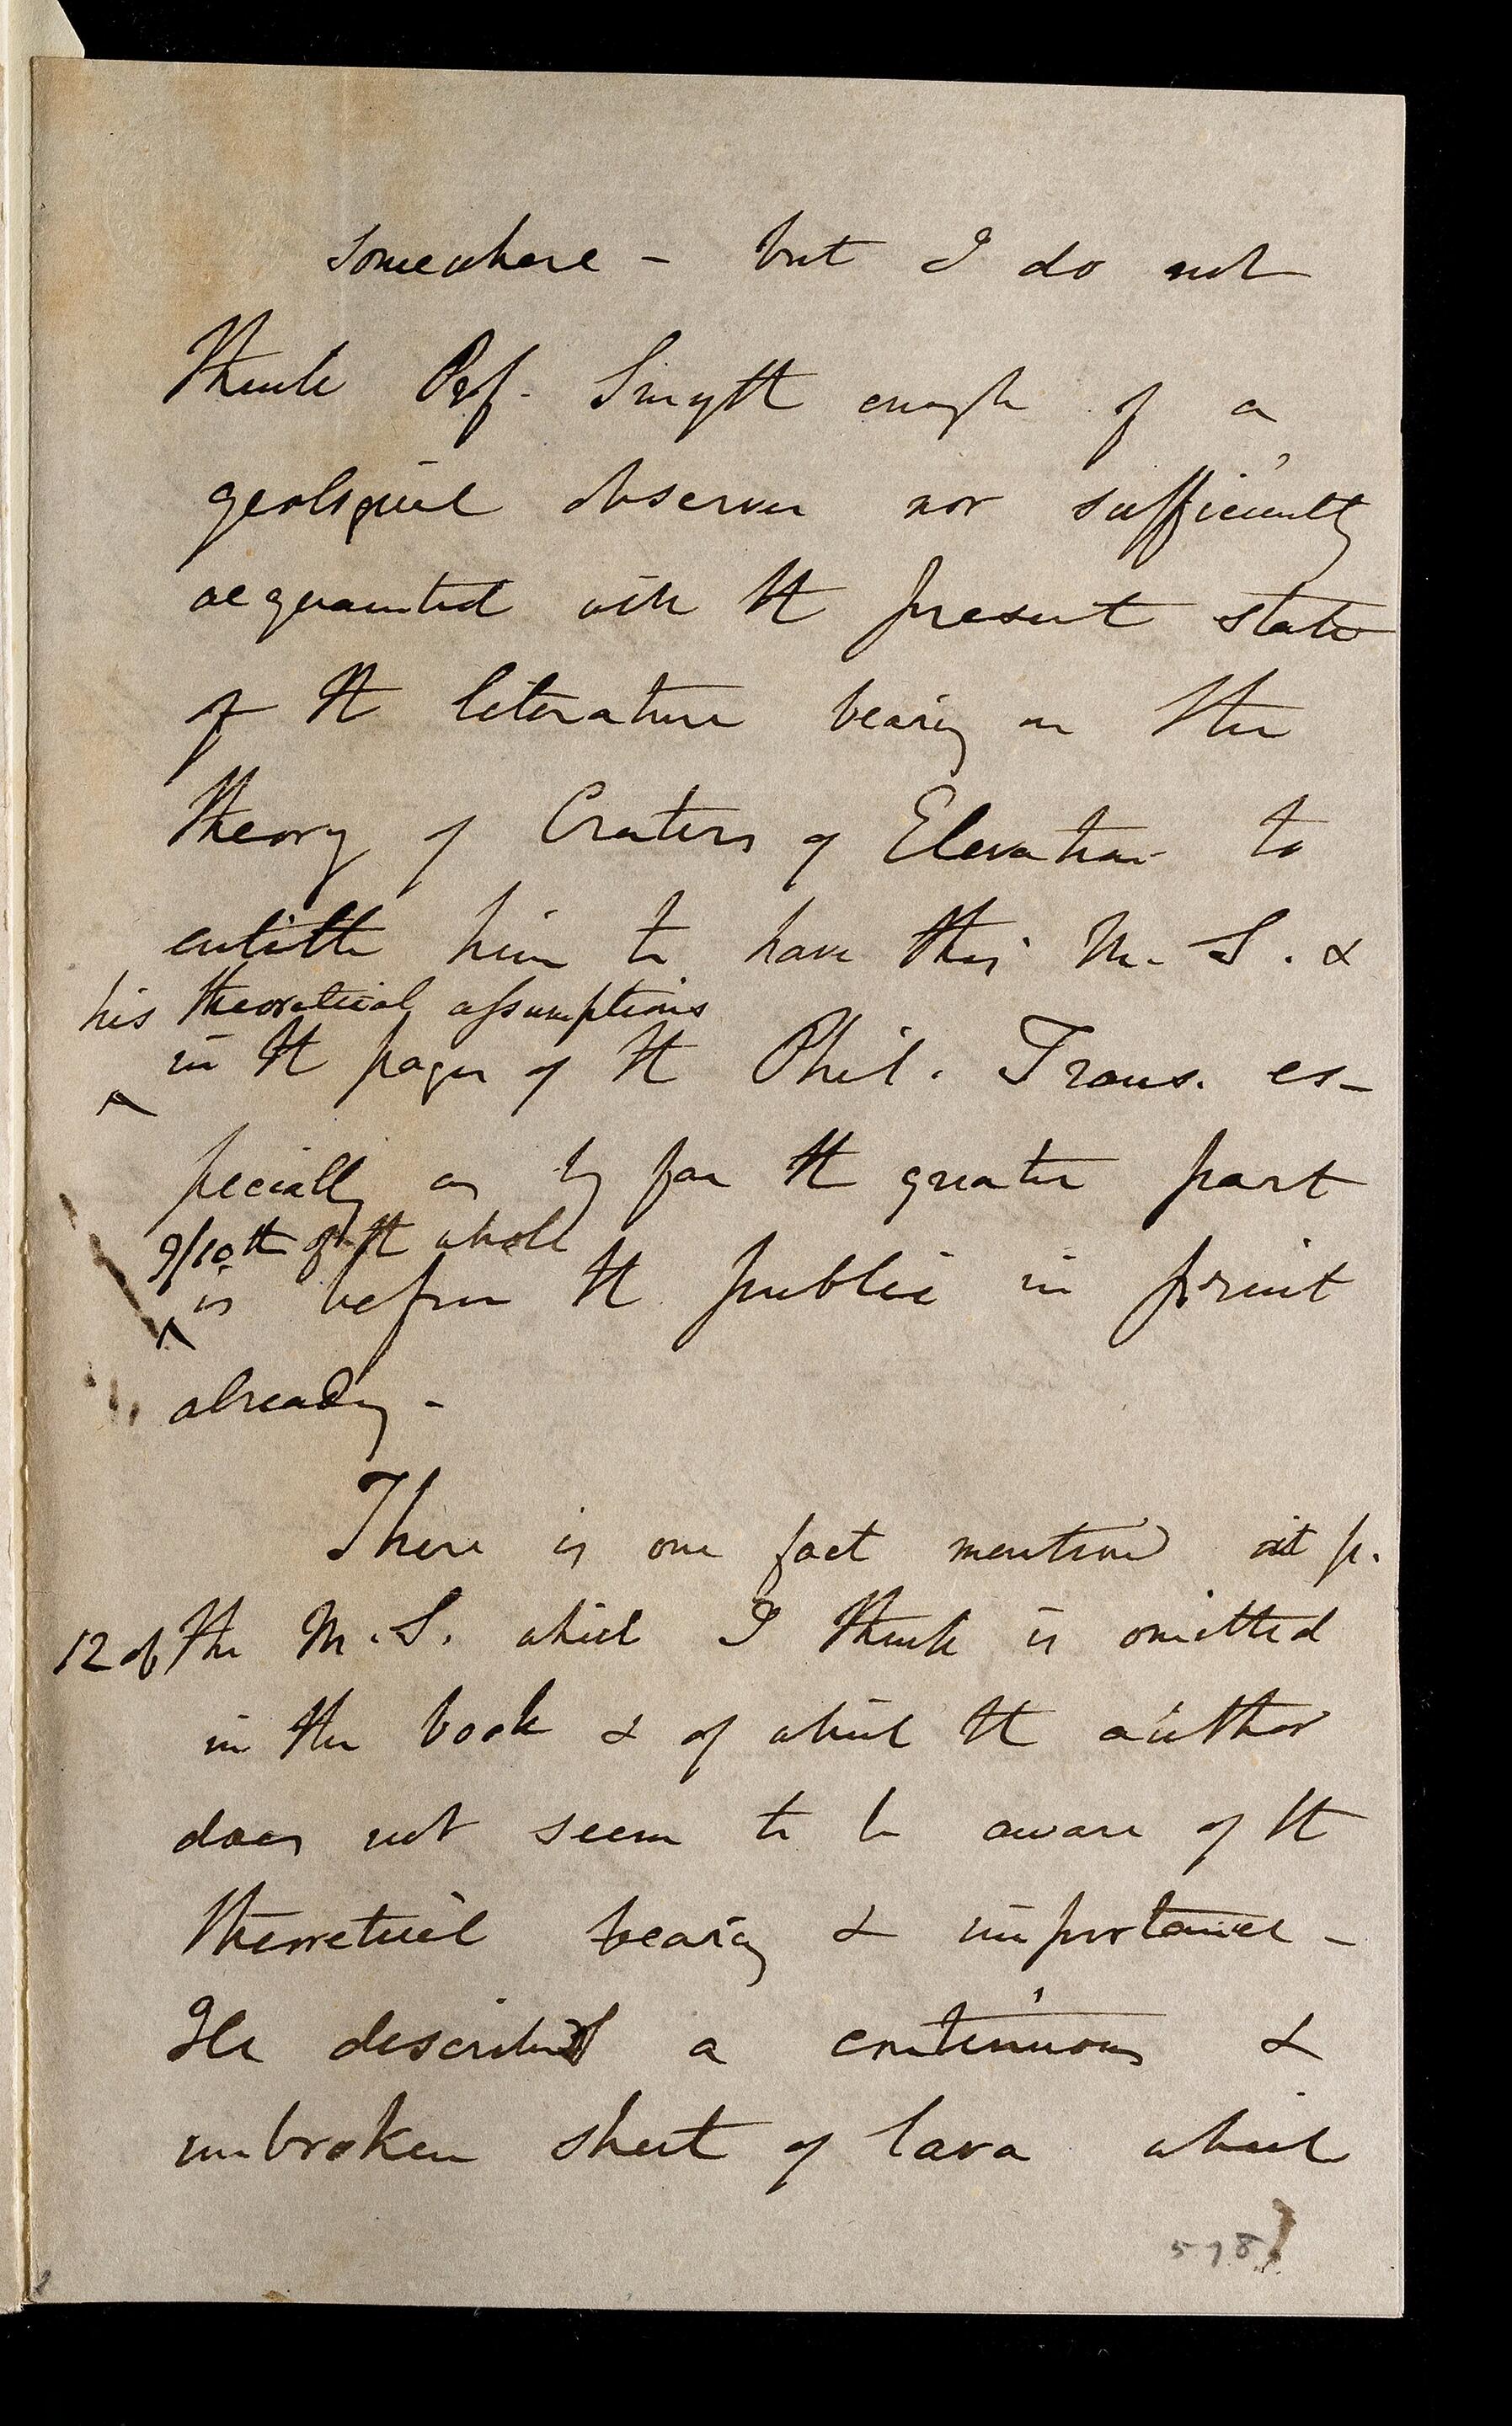 somewhere – but I do not
think Prof. Smyth enough of a
geological observer nor sufficiently
acquainted with the present state
of the literature bearing on the
theory of Craters of Elevation to
entitle him to have this M. S. &
his theoretical assumptions
in the pages of the Phil. Trans. es-
pecially as by far the greater part
9/10th of the whole
is before the public in print
already –
There is one fact mentioned at p.
12 of the M.S. which I think is omitted
in the book & of which the author
does not seem to be aware of the
theoretical bearing & importance –
He describes a continuous &
unbroken sheet of lava which
578